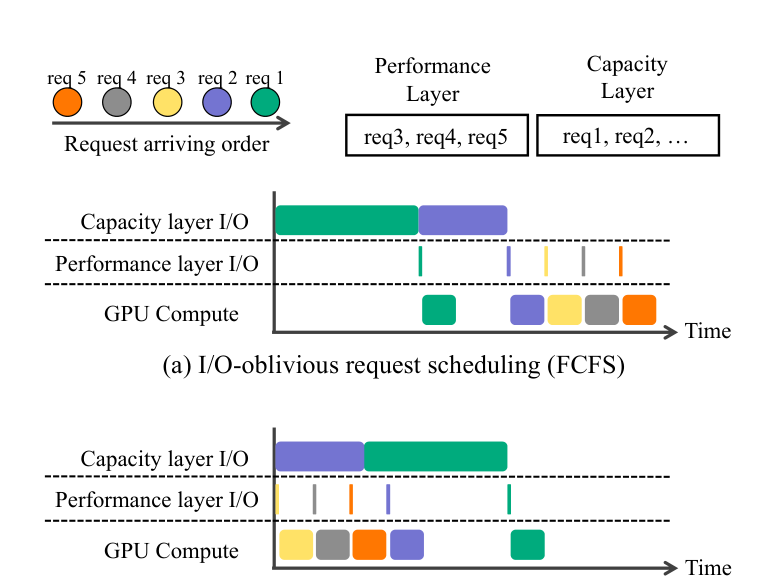 req 5 req 4 req 3 req 2 req 1
Request arriving order
Performance
Layer
Capacity
Layer
req3, req4, req5
req1, req2, …
Capacity layer I/O
Performance layer I/O
GPU Compute
Time
(a) I/O-oblivious request scheduling (FCFS)
Capacity layer I/O
Performance layer I/O
GPU Compute
Time